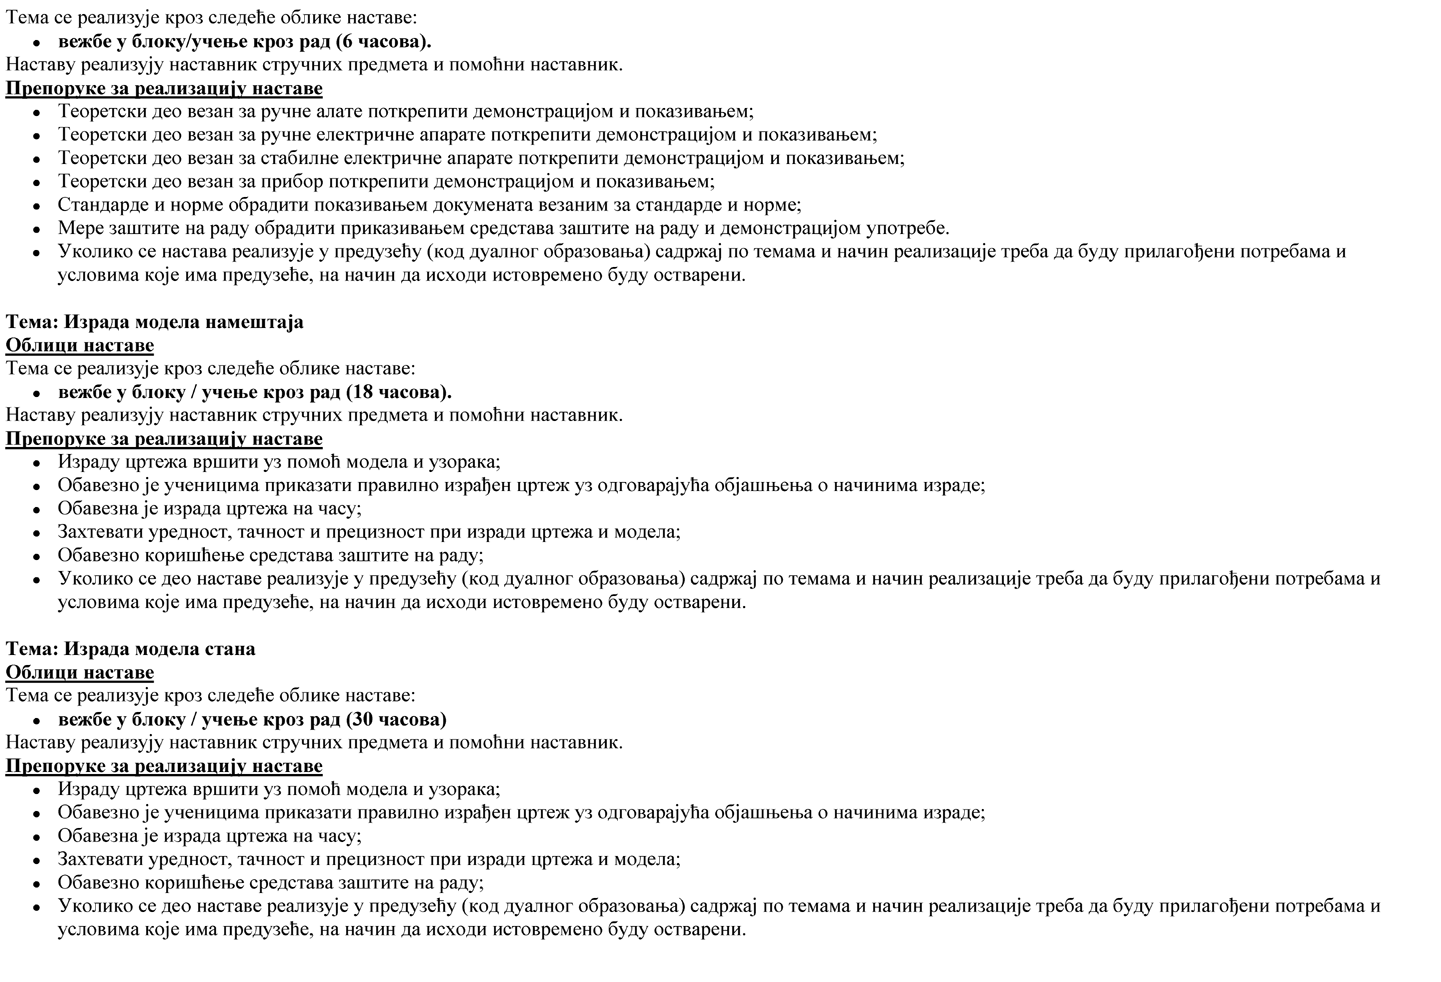 Тема се реализује кроз следеће облике наставе:
• вежбе у блоку/учење кроз рад (6 часова).
Наставу реализују наставник стручних предмета и помоћни наставник.
Препоруке за реализацију наставе
• Теоретски део везан за ручне алате поткрепити демонстрацијом и показивањем;
• Теоретски део везан за ручне електричне апарате поткрепити демонстрацијом и показивањем;
• Теоретски део везан за стабилне електричне апарате поткрепити демонстрацијом и показивањем;
• Теоретски део везан за прибор поткрепити демонстрацијом и показивањем;
• Стандарде и норме обрадити показивањем докумената везаним за стандарде и норме;
• Мере заштите на раду обрадити приказивањем средстава заштите на раду и демонстрацијом употребе.
• Уколико се настава реализује у предузећу (код дуалног образовања) садржај по темама и начин реализације треба да буду прилагођени потребама и
условима које има предузеће, на начин да исходи истовремено буду остварени.
Тема: Израда модела намештаја
Облици наставе
Тема се реализује кроз следеће облике наставе:
• вежбе у блоку / учење кроз рад (18 часова).
Наставу реализују наставник стручних предмета и помоћни наставник.
Препоруке за реализацију наставе
• Израду цртежа вршити уз помоћ модела и узорака;
• Обавезно је ученицима приказати правилно израђен цртеж уз одговарајућа објашњења о начинима израде;
• Обавезна је израда цртежа на часу;
• Захтевати уредност, тачност и прецизност при изради цртежа и модела;
• Обавезно коришћење средстава заштите на раду;
• Уколико се део наставе реализује у предузећу (код дуалног образовања) садржај по темама и начин реализације треба да буду прилагођени потребама и
условима које има предузеће, на начин да исходи истовремено буду остварени.
Тема: Израда модела стана
Облици наставе
Тема се реализује кроз следеће облике наставе:
• вежбе у блоку / учење кроз рад (30 часова)
Наставу реализују наставник стручних предмета и помоћни наставник.
Препоруке за реализацију наставе
• Израду цртежа вршити уз помоћ модела и узорака;
• Обавезно је ученицима приказати правилно израђен цртеж уз одговарајућа објашњења о начинима израде;
• Обавезна је израда цртежа на часу;
• Захтевати уредност, тачност и прецизност при изради цртежа и модела;
• Обавезно коришћење средстава заштите на раду;
• Уколико се део наставе реализује у предузећу (код дуалног образовања) садржај по темама и начин реализације треба да буду прилагођени потребама и
условима које има предузеће, на начин да исходи истовремено буду остварени.